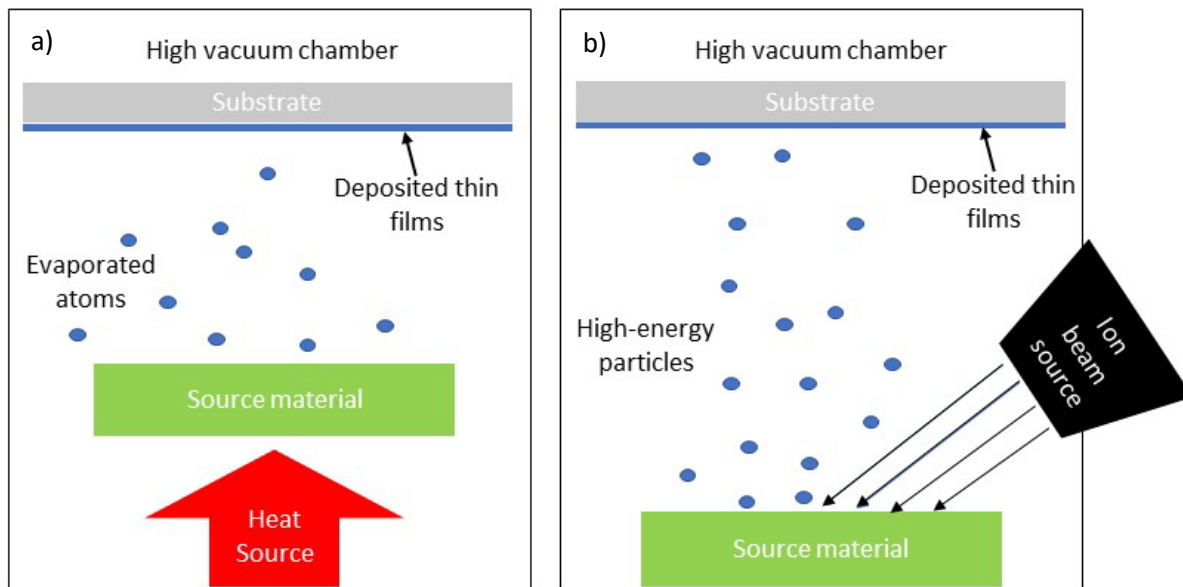 a)
High vacuum chamber
Substrate
Deposited thin
films
Evaporated
atoms
Source material
Heat
Source
b)
High vacuum chamber
Substrate
Deposited thin
films
High-energy
particles
Ion
beam
source
Source material